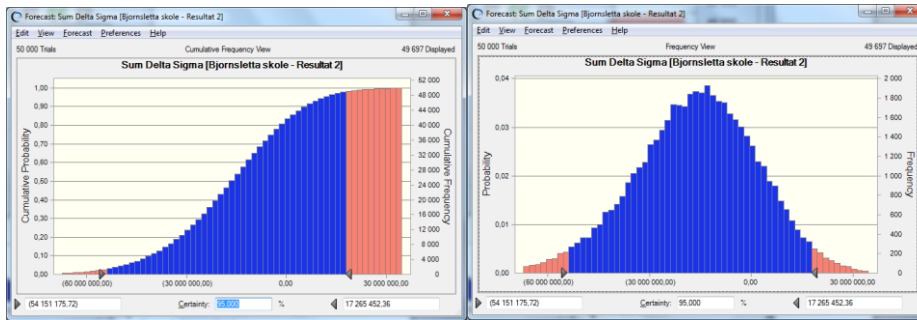 Forecast: Sum Delta Sigma [Bjornsletta skole - Resultat 2]
Edit View Forecast Preferences Help
50 000 Trials Cumulative Frequency View 49 697 Displayed
Sum Delta Sigma [Bjornsletta skole - Resultat 2]
Cumulative Probability
1,00
0,90
0,80
0,70
0,60
0,50
0,40
0,30
0,20
0,10
0,00
52 000
48 000
44 000
40 000
36 000
32 000
28 000
24 000
20 000
16 000
12 000
8 000
4 000
0
Cumulative Frequency
(60 000 000,00) (30 000 000,00) 0,00 30 000 000,00
(54 151 175,72) Certainty: 95,000 % 17 265 452,36
Forecast: Sum Delta Sigma [Bjornsletta skole - Resultat 2]
Edit View Forecast Preferences Help
50 000 Trials Frequency View 49 697 Displayed
Sum Delta Sigma [Bjornsletta skole - Resultat 2]
Probability
0,04
0,03
0,02
0,01
0,00
2 000
1 800
1 600
1 400
1 200
1 000
800
600
400
200
0
Frequency
(60 000 000,00) (30 000 000,00) 0,00 30 000 000,00
(54 151 175,72) Certainty: 95,000 % 17 265 452,36